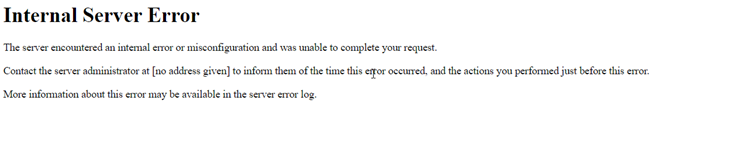 Internal Server Error
The server encountered an internal error or misconfiguration and was unable to complete your request.
Contact the server administrator at [no address given] to inform them of the time this error occurred, and the actions you performed just before this error.
More information about this error may be available in the server error log.